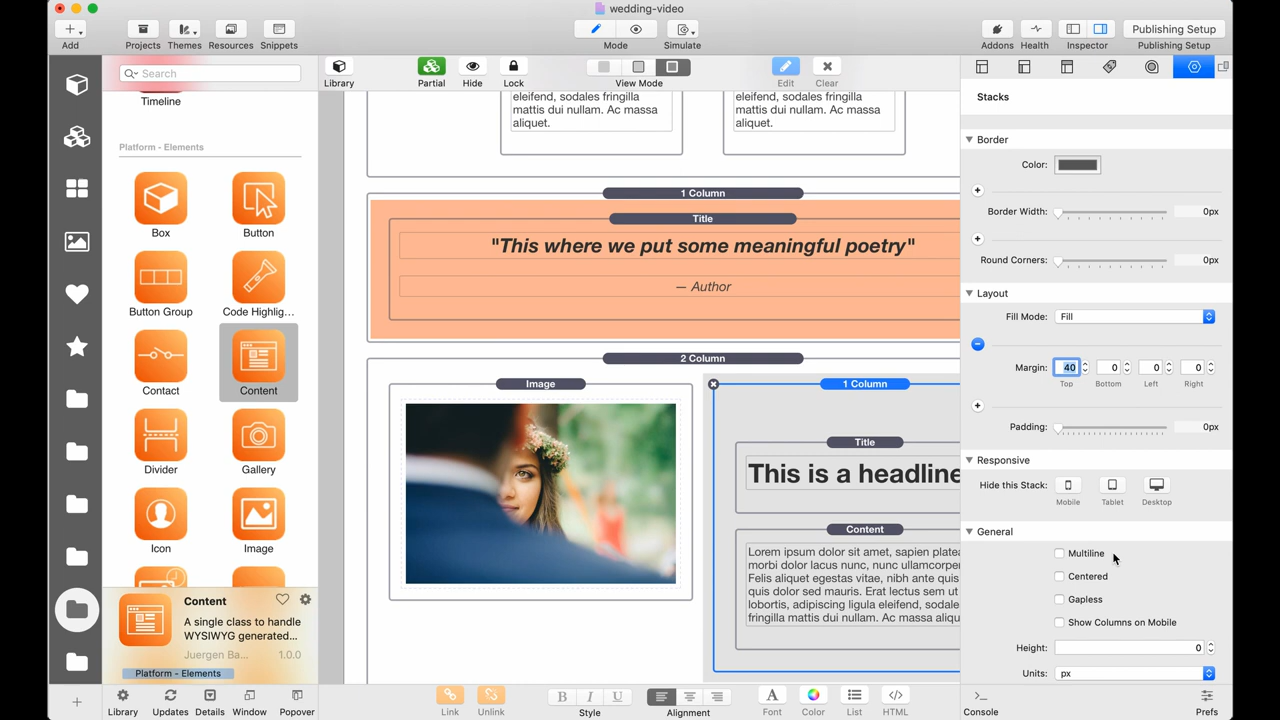 wedding-video
Add
Projects
Themes
Resources
Snippets
Mode
Simulate
Addons
Health
Inspector
Publishing Setup
Publishing Setup
Search
Library
Partial
Hide
Lock
View Mode
Edit
Clear
Timeline
Platform - Elements
Box
Button
Button Group
Code Highlig...
Contact
Content
Divider
Gallery
Icon
Image
Content
A single class to handle
WYSIWYG generated...
Juergen Ba...
1.0.0
Platform - Elements
Library
Updates
Details
Window
Popover
eleifend, sodales fringilla
mattis dui nullam. Ac massa
aliquet.
eleifend, sodales fringilla
mattis dui nullam. Ac massa
aliquet.
1 Column
Title
"This where we put some meaningful poetry"
— Author
2 Column
Image
1 Column
Title
This is a headline
Content
Lorem ipsum dolor sit amet, sapien platea
morbi dolor lacus nunc, nunc ullamcorper
Felis aliquet egestas vitae, nibh ante quis
quis dolor sed mauris. Erat lectus sem ut
lobortis, adipiscing ligula eleifend, sodale
fringilla mattis dui nullam. Ac massa aliqu
Link
Unlink
B I U
Style
Alignment
A
Font
Color
List
</>
HTML
Stacks
Border
Color:
Border Width:
0px
Round Corners:
0px
Layout
Fill Mode:
Fill
Margin:
40
0
0
0
Top
Bottom
Left
Right
Padding:
0px
Responsive
Hide this Stack:
Mobile
Tablet
Desktop
General
Multiline
Centered
Gapless
Show Columns on Mobile
Height:
0
Units:
px
Console
Prefs